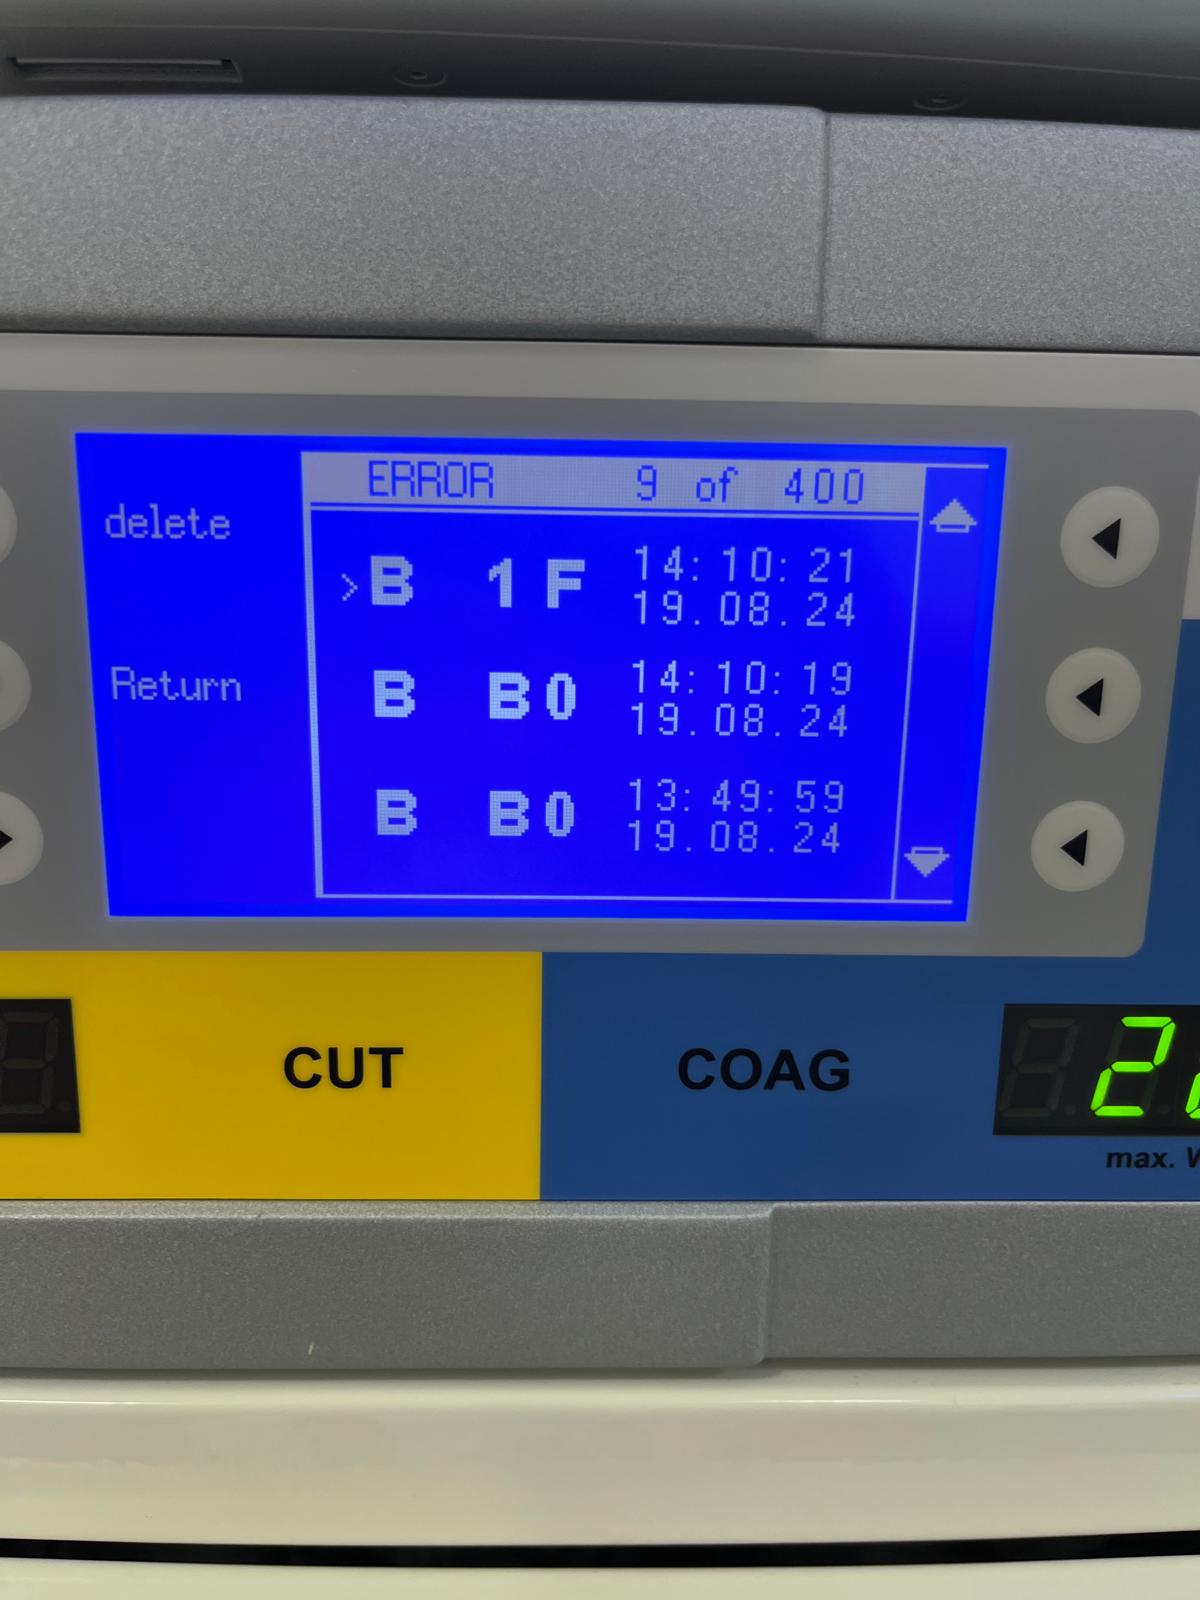 ERROR 9 of 400
delete
>B 1F 14:10:21
19.08.24
Return
B B0 14:10:19
19.08.24
B B0 13:49:59
19.08.24
CUT
COAG
2
max.